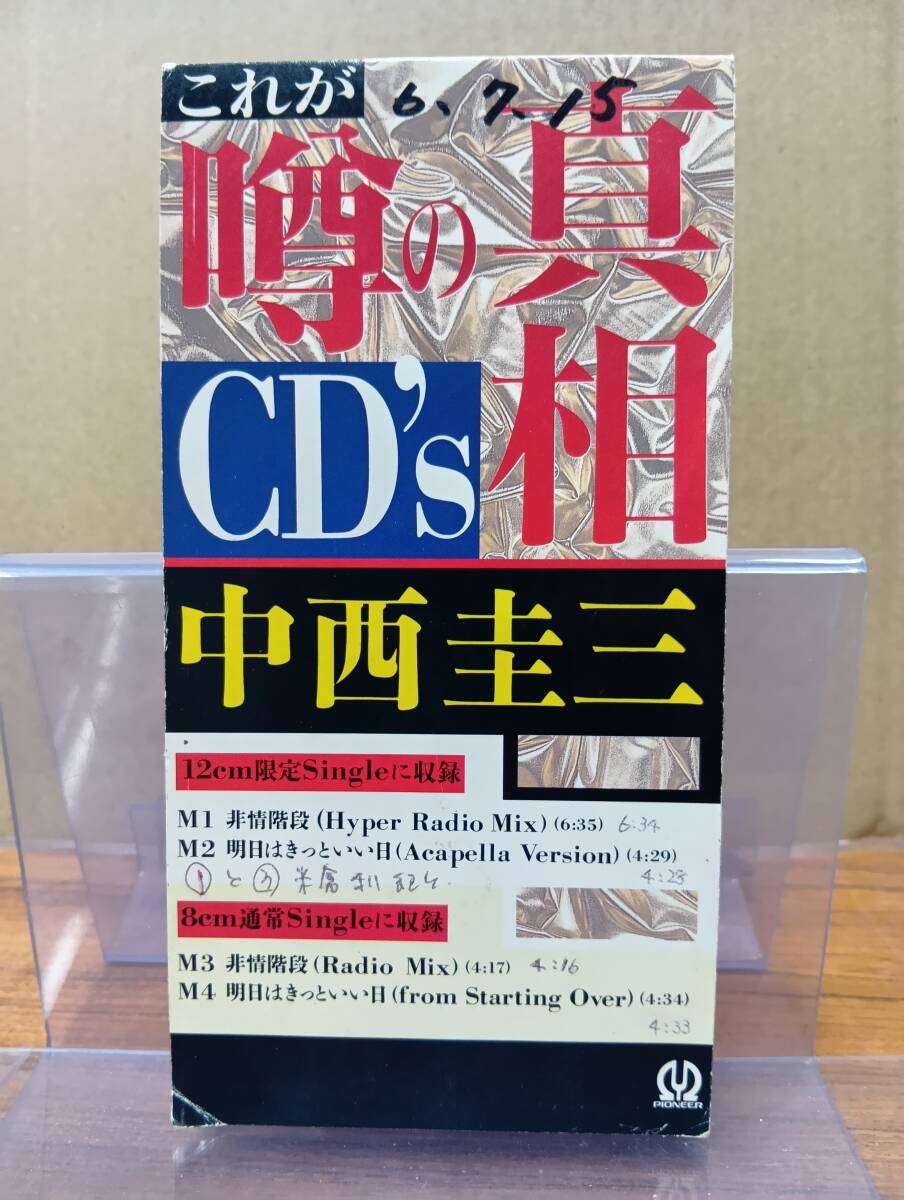 これが
6、7、15
噂の
真相
CD's
中西圭三
12cm限定Singleに収録
M1 非情階段(Hyper Radio Mix)(6:35) 6:34
M2 明日はきっといい日(Acapella Version)(4:29)
4:28
① と ②
8cm通常Singleに収録
M3 非情階段(Radio Mix)(4:17) 4:16
M4 明日はきっといい日(from Starting Over)(4:34)
4:33
PIONEER